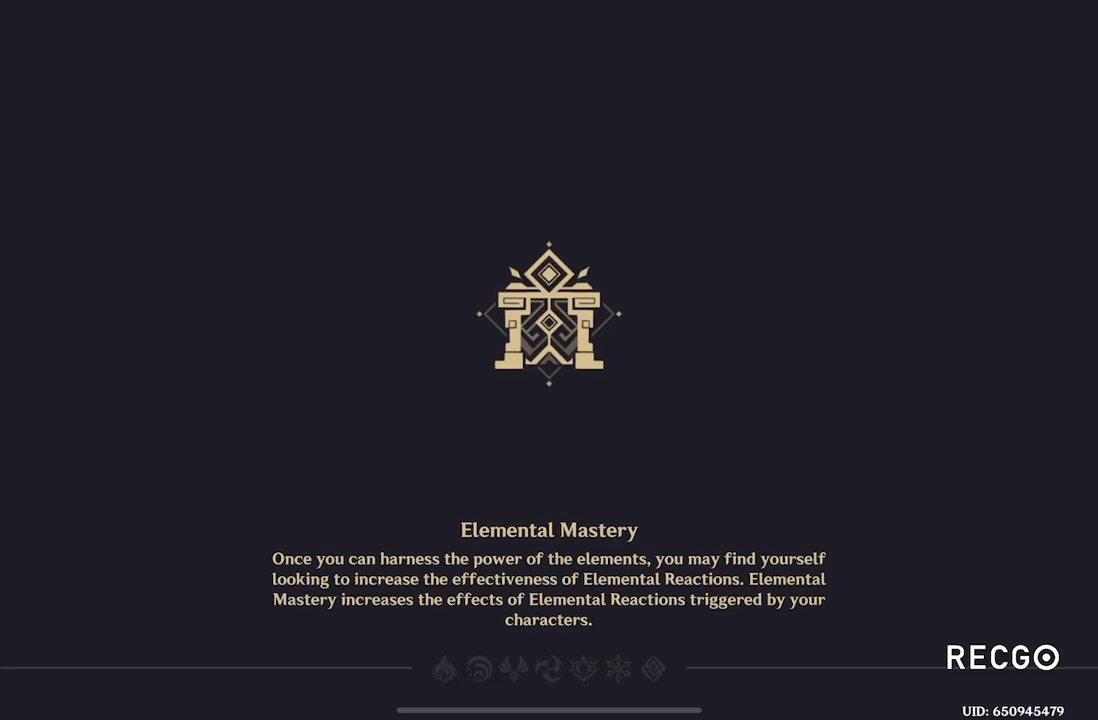 Elemental Mastery
Once you can harness the power of the elements, you may find yourself
looking to increase the effectiveness of Elemental Reactions. Elemental
Mastery increases the effects of Elemental Reactions triggered by your
characters.
RECGO
UID: 650945479